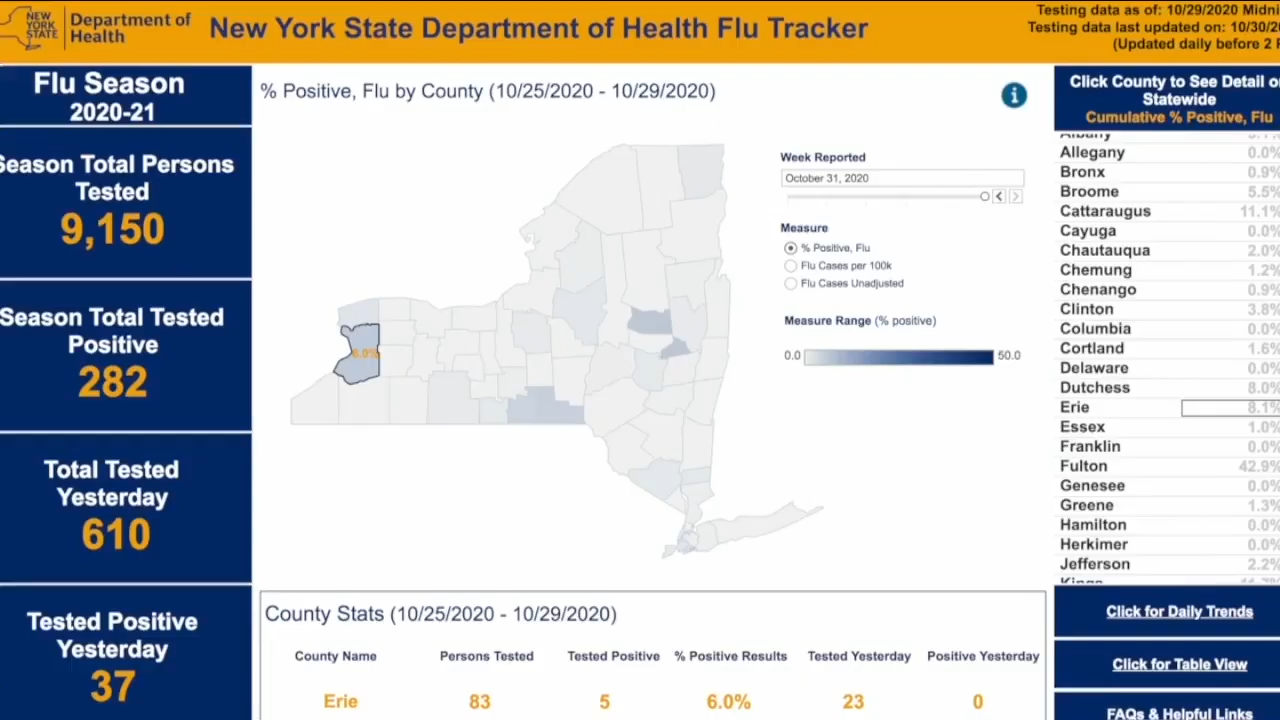 NEW
YORK
STATE
Department of
Health
New York State Department of Health Flu Tracker
Testing data as of: 10/29/2020
Testing data last updated on:
(Updated daily before 2
Flu Season
2020-21
Season Total Persons
Tested
9,150
Season Total Tested
Positive
282
Total Tested
Yesterday
610
Tested Positive
Yesterday
37
% Positive, Flu by County (10/25/2020 - 10/29/2020)
i
6.0%
Week Reported
October 31, 2020
Measure
% Positive, Flu
Flu Cases per 100k
Flu Cases Unadjusted
Measure Range (% positive)
0.0 50.0
County Stats (10/25/2020 - 10/29/2020)
County Name Persons Tested Tested Positive % Positive Results Tested Yesterday Positive Yesterday
Erie 83 5 6.0% 23 0
Click County to See Detail or
Statewide
Cumulative % Positive, Flu
Albany
Allegany 0.0%
Bronx 0.9%
Broome 5.5%
Cattaraugus 11.1%
Cayuga 0.0%
Chautauqua 2.0%
Chemung 1.2%
Chenango 0.9%
Clinton 3.8%
Columbia 0.0%
Cortland 1.6%
Delaware 0.0%
Dutchess 8.0%
Erie 8.1%
Essex 1.0%
Franklin 0.0%
Fulton 42.9%
Genesee 0.0%
Greene 1.3%
Hamilton 0.0%
Herkimer 0.0%
Jefferson 2.2%
Kings
Click for Daily Trends
Click for Table View
FAQs & Helpful Links